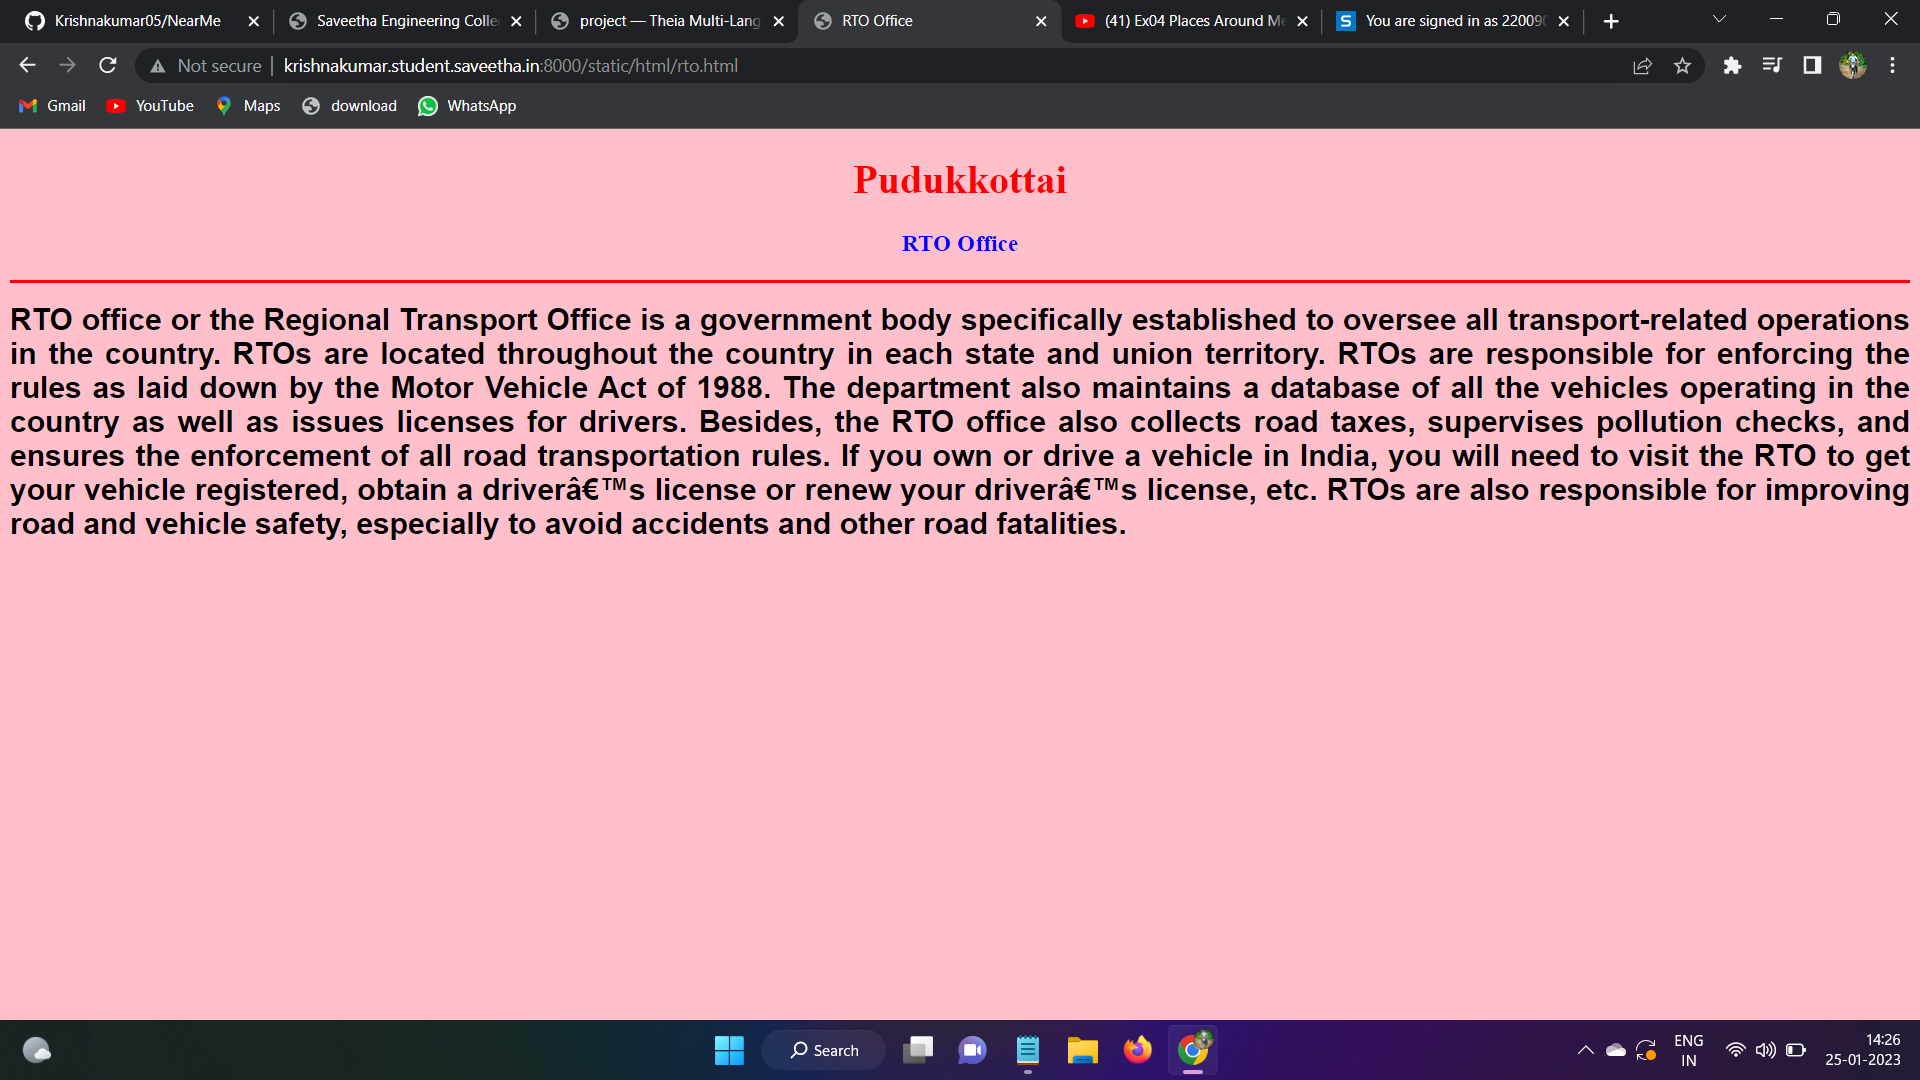 Krishnakumar05/NearMe
Saveetha Engineering Colle
project — Theia Multi-Lang
RTO Office
(41) Ex04 Places Around Me
You are signed in as 220090
Not secure
krishnakumar.student.saveetha.in:8000/static/html/rto.html
Gmail
YouTube
Maps
download
WhatsApp
Pudukkottai
RTO Office
RTO office or the Regional Transport Office is a government body specifically established to oversee all transport-related operations
in the country. RTOs are located throughout the country in each state and union territory. RTOs are responsible for enforcing the
rules as laid down by the Motor Vehicle Act of 1988. The department also maintains a database of all the vehicles operating in the
country as well as issues licenses for drivers. Besides, the RTO office also collects road taxes, supervises pollution checks, and
ensures the enforcement of all road transportation rules. If you own or drive a vehicle in India, you will need to visit the RTO to get
your vehicle registered, obtain a driverâ€™s license or renew your driverâ€™s license, etc. RTOs are also responsible for improving
road and vehicle safety, especially to avoid accidents and other road fatalities.
Search
ENG
IN
14:26
25-01-2023